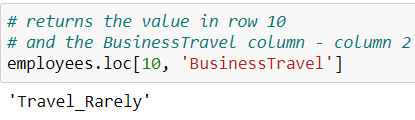 # returns the value in row 10
# and the BusinessTravel column - column 2
employees.loc[10, 'BusinessTravel']
'Travel_Rarely'